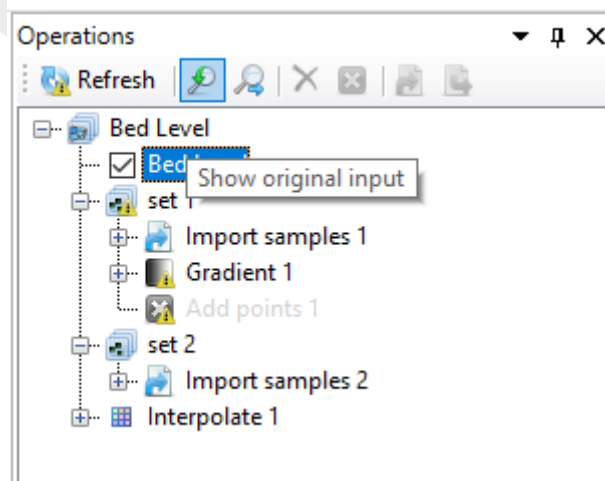 Operations
Refresh
Bed Level
Bed
Show original input
set 1
Import samples 1
Gradient 1
Add points 1
set 2
Import samples 2
Interpolate 1